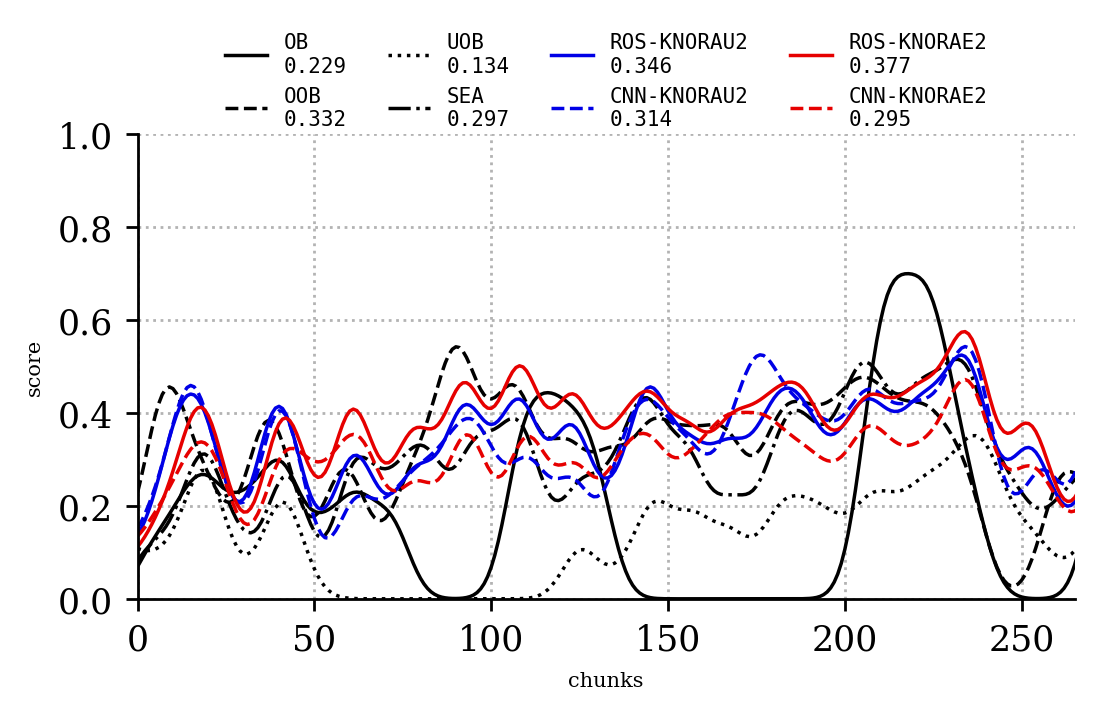 OB UOB ROS-KNORAU2 ROS-KNORAE2
0.229 0.134 0.346 0.377
OOB SEA CNN-KNORAU2 CNN-KNORAE2
0.332 0.297 0.314 0.295
1.0
0.8
0.6
0.4
0.2
0.0
score
0 50 100 150 200 250
chunks